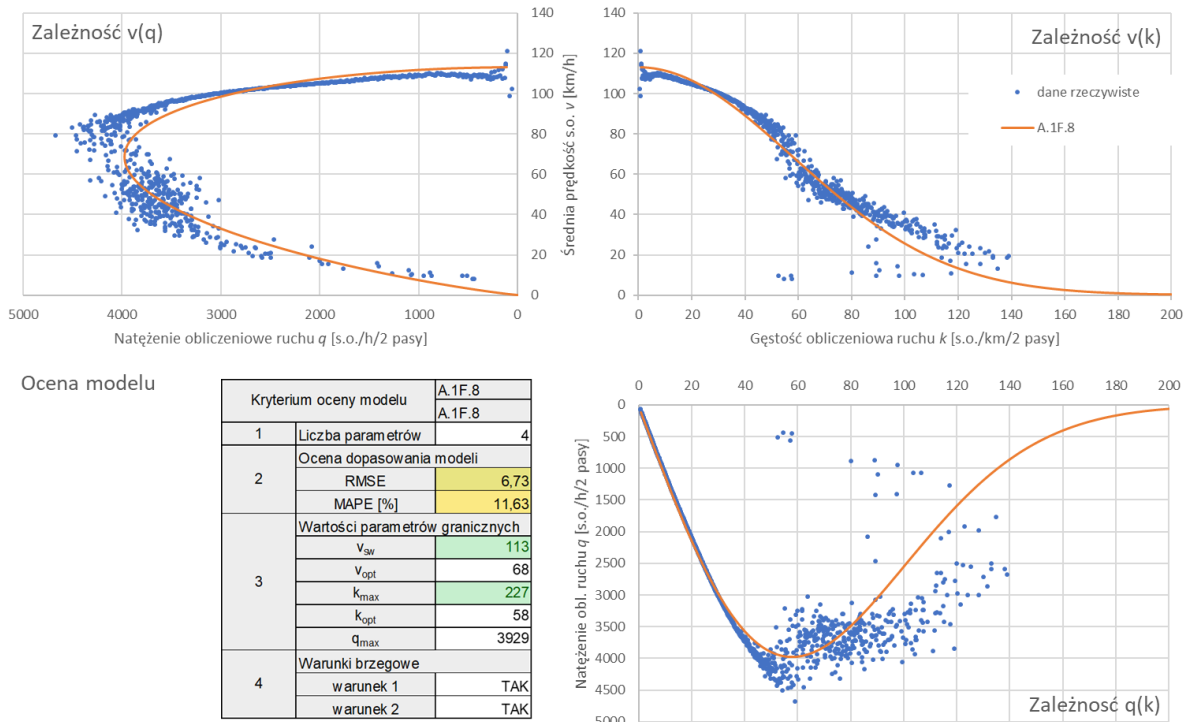 Zależność v(q)
140
120
100
80
60
40
20
0
5000 4000 3000 2000 1000 0
Natężenie obliczeniowe ruchu q [s.o./h/2 pasy]
Średnia prędkość s.o. v [km/h]
Zależność v(k)
dane rzeczywiste
A.1F.8
140
120
100
80
60
40
20
0
0 20 40 60 80 100 120 140 160 180 200
Gęstość obliczeniowa ruchu k [s.o./km/2 pasy]
Ocena modelu
Kryterium oceny modelu A.1F.8
A.1F.8
1 Liczba parametrów 4
2 Ocena dopasowania modeli
RMSE 6,73
MAPE [%] 11,63
3 Wartości parametrów granicznych
vsw 113
vopt 68
kmax 227
kopt 58
qmax 3929
4 Warunki brzegowe
warunek 1 TAK
warunek 2 TAK
0 20 40 60 80 100 120 140 160 180 200
0
500
1000
1500
2000
2500
3000
3500
4000
4500
5000
Natężenie obl. ruchu q [s.o./h/2 pasy]
Zależność q(k)